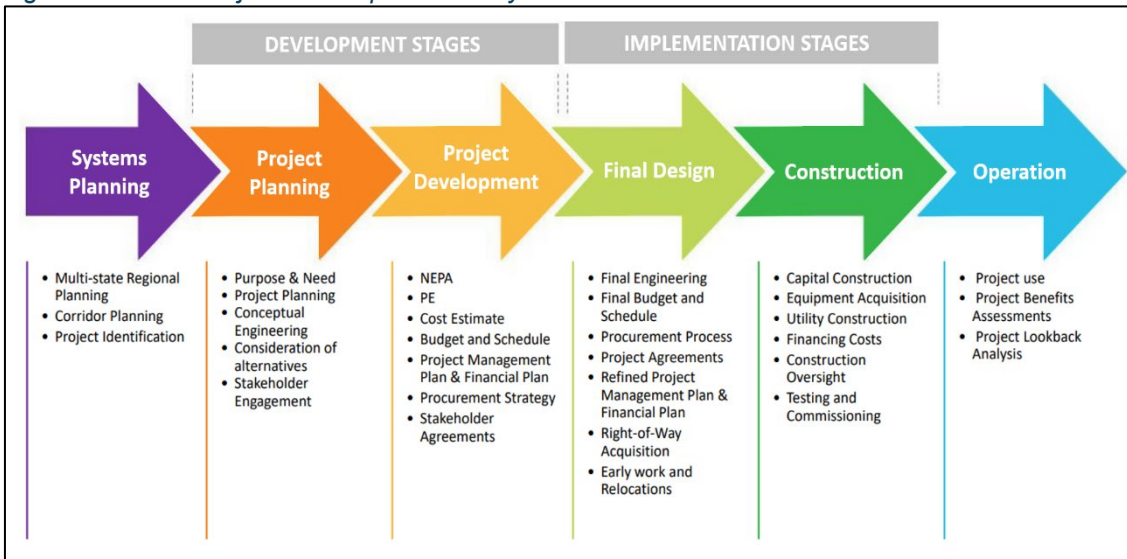 DEVELOPMENT STAGES
IMPLEMENTATION STAGES
Systems
Planning
Project
Planning
Project
Development
Final Design
Construction
Operation
• Multi-state Regional
Planning
• Corridor Planning
• Project Identification
• Purpose & Need
• Project Planning
• Conceptual
Engineering
• Consideration of
alternatives
• Stakeholder
Engagement
• NEPA
• PE
• Cost Estimate
• Budget and Schedule
• Project Management
Plan & Financial Plan
• Procurement Strategy
• Stakeholder
Agreements
• Final Engineering
• Final Budget and
Schedule
• Procurement Process
• Project Agreements
• Refined Project
Management Plan &
Financial Plan
• Right-of-Way
Acquisition
• Early work and
Relocations
• Capital Construction
• Equipment Acquisition
• Utility Construction
• Financing Costs
• Construction
Oversight
• Testing and
Commissioning
• Project use
• Project Benefits
Assessments
• Project Lookback
Analysis